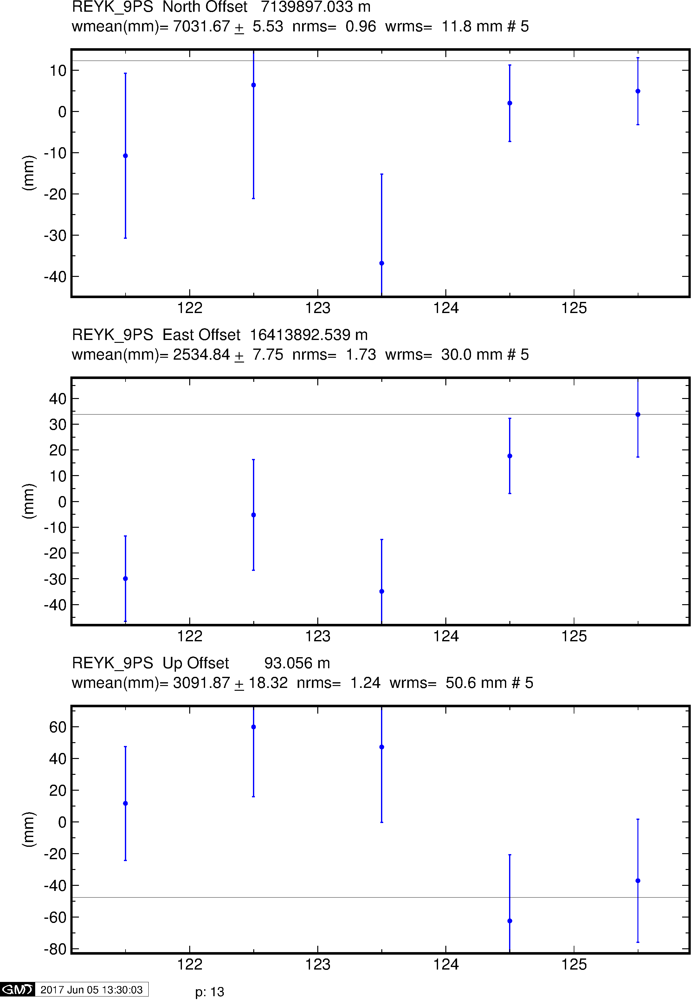 REYK_9PS North Offset 7139897.033 m
wmean(mm)= 7031.67 ± 5.53 nrms= 0.96 wrms= 11.8 mm # 5
10
0
-10
-20
-30
-40
(mm)
122 123 124 125
REYK_9PS East Offset 16413892.539 m
wmean(mm)= 2534.84 ± 7.75 nrms= 1.73 wrms= 30.0 mm # 5
40
30
20
10
0
-10
-20
-30
-40
(mm)
122 123 124 125
REYK_9PS Up Offset 93.056 m
wmean(mm)= 3091.87 ± 18.32 nrms= 1.24 wrms= 50.6 mm # 5
60
40
20
0
-20
-40
-60
-80
(mm)
122 123 124 125
GMT 2017 Jun 05 13:30:03 p: 13